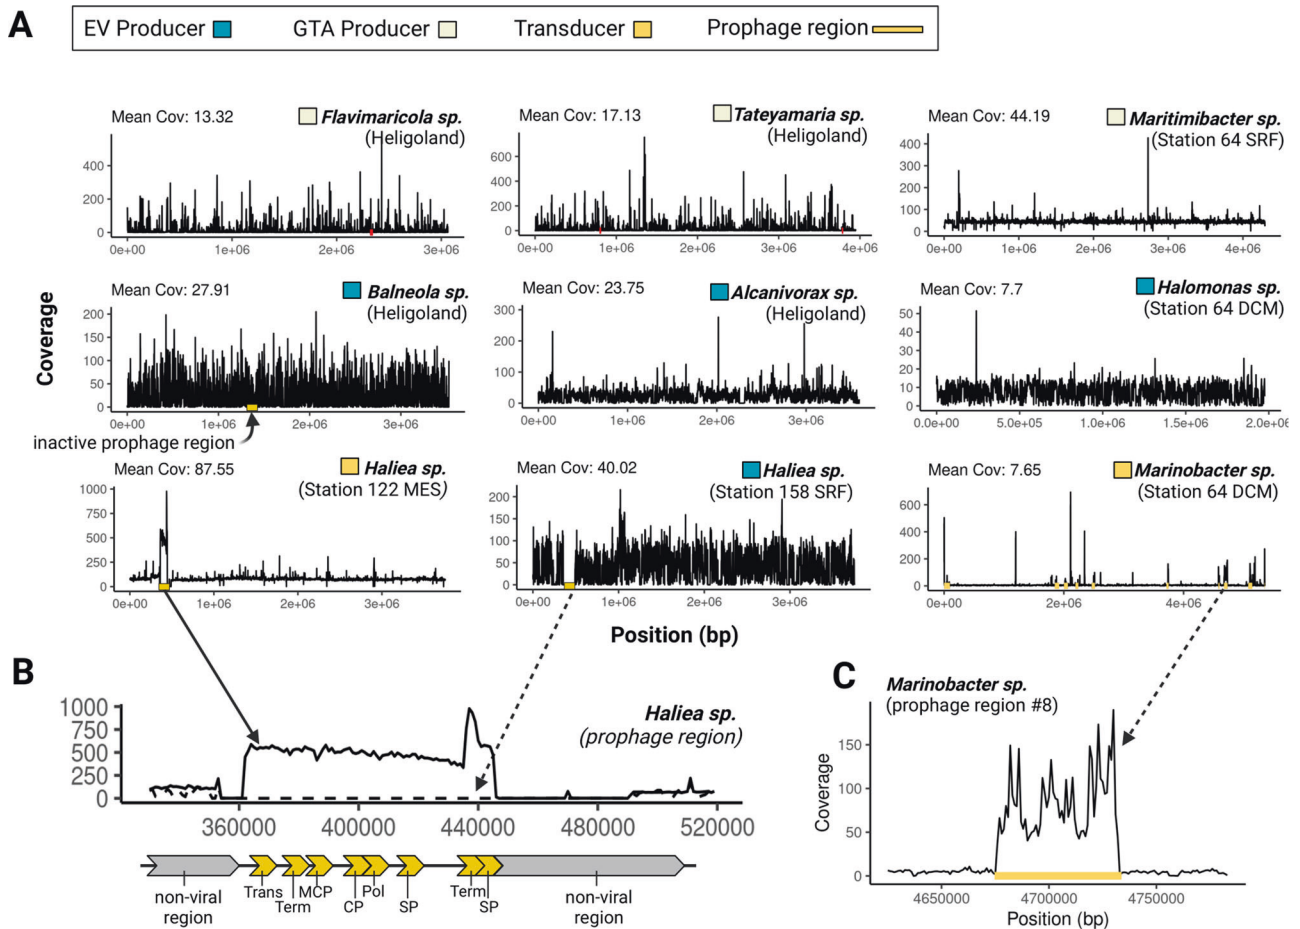 A
EV Producer
GTA Producer
Transducer
Prophage region
Mean Cov: 13.32
Flavimaricola sp.
(Heligoland)
400
200
0
0e+00 1e+06 2e+06 3e+06
Mean Cov: 17.13
Tateyamaria sp.
(Heligoland)
600
400
200
0
0e+00 1e+06 2e+06 3e+06 4e+06
Mean Cov: 44.19
Maritimibacter sp.
(Station 64 SRF)
400
300
200
100
0
0e+00 1e+06 2e+06 3e+06 4e+06
Coverage
Mean Cov: 27.91
Balneola sp.
(Heligoland)
200
150
100
50
0
0e+00 1e+06 2e+06 3e+06
inactive prophage region
Mean Cov: 23.75
Alcanivorax sp.
(Heligoland)
300
200
100
0
0e+00 1e+06 2e+06 3e+06
Mean Cov: 7.7
Halomonas sp.
(Station 64 DCM)
50
40
30
20
10
0
0.0e+00 5.0e+05 1.0e+06 1.5e+06 2.0e+06
Mean Cov: 87.55
Haliea sp.
(Station 122 MES)
1000
750
500
250
0
0e+00 1e+06 2e+06 3e+06
Mean Cov: 40.02
Haliea sp.
(Station 158 SRF)
200
150
100
50
0
0e+00 1e+06 2e+06 3e+06
Mean Cov: 7.65
Marinobacter sp.
(Station 64 DCM)
600
400
200
0
0e+00 2e+06 4e+06
Position (bp)
B
Haliea sp.
(prophage region)
1000
750
500
250
0
360000 400000 440000 480000 520000
non-viral
region
Trans
Term
MCP
CP
Pol
SP
Term
SP
non-viral
region
C
Marinobacter sp.
(prophage region #8)
Coverage
150
100
50
0
4650000 4700000 4750000
Position (bp)